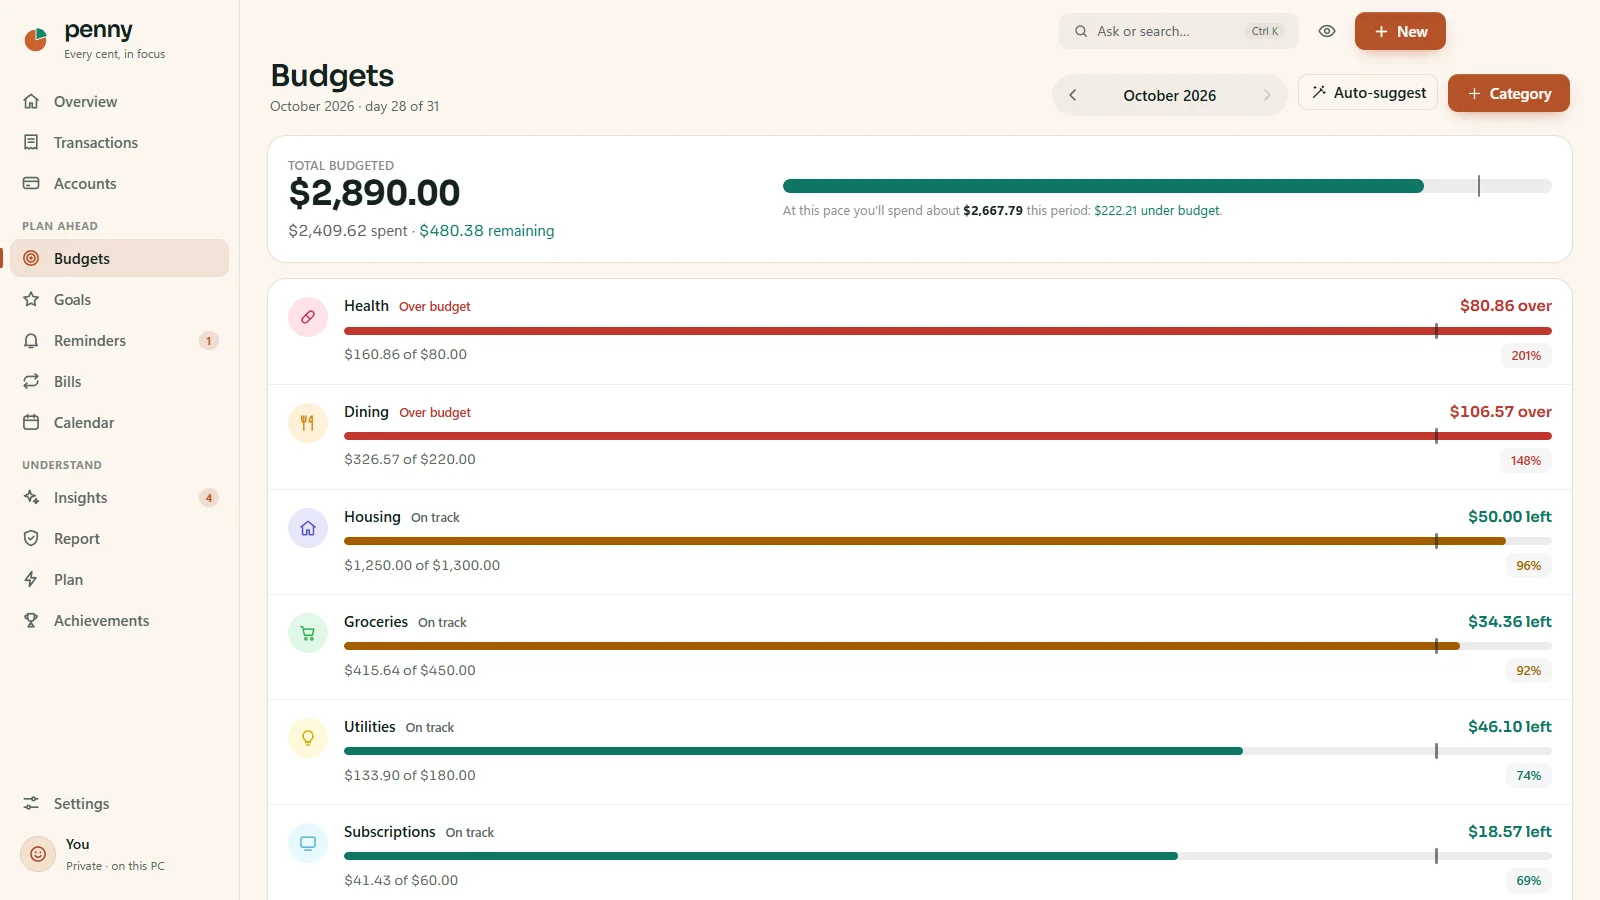 penny
Every cent, in focus
Overview
Transactions
Accounts
PLAN AHEAD
Budgets
Goals
Reminders 1
Bills
Calendar
UNDERSTAND
Insights 4
Report
Plan
Achievements
Settings
You
Private · on this PC
Ask or search... Ctrl K
New
Budgets
October 2026 · day 28 of 31
October 2026
Auto-suggest
Category
TOTAL BUDGETED
$2,890.00
$2,409.62 spent · $480.38 remaining
At this pace you'll spend about $2,667.79 this period: $222.21 under budget.
Health Over budget $80.86 over
$160.86 of $80.00 201%
Dining Over budget $106.57 over
$326.57 of $220.00 148%
Housing On track $50.00 left
$1,250.00 of $1,300.00 96%
Groceries On track $34.36 left
$415.64 of $450.00 92%
Utilities On track $46.10 left
$133.90 of $180.00 74%
Subscriptions On track $18.57 left
$41.43 of $60.00 69%